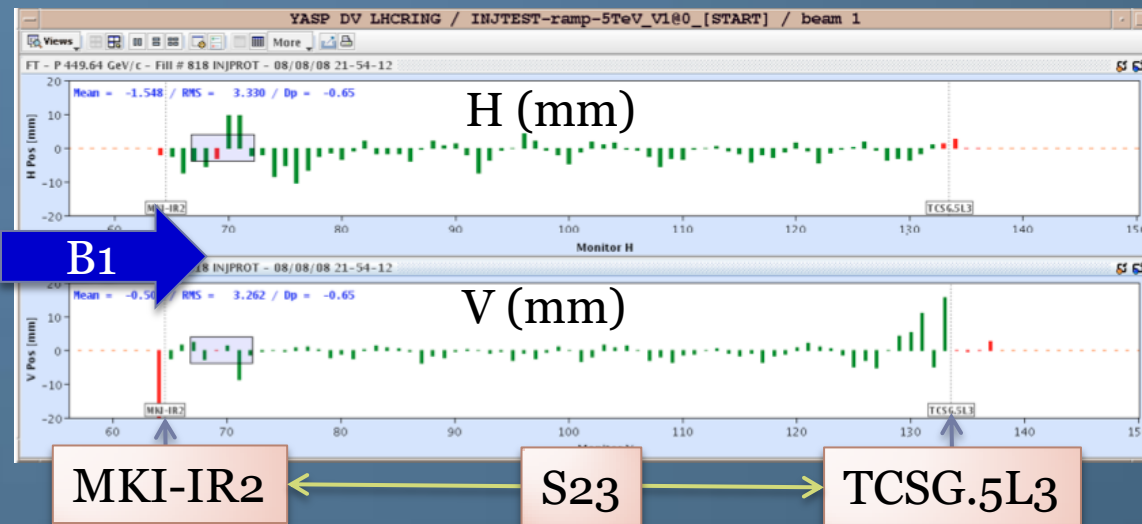 YASP DV LHCRING / INJTEST-ramp-5TeV_V1@0_[START] / beam 1
Views More
FT - P 449.64 GeV/c - Fill # 818 INJPROT - 08/08/08 21-54-12
Mean = -1.548 / RMS = 3.330 / Dp = -0.65
H (mm)
H Pos [mm]
20
10
0
-10
-20
MKI-IR2
TCSG.5L3
60 70 80 90 100 110 120 130 140
Monitor H
B1
818 INJPROT - 08/08/08 21-54-12
/ RMS = 3.262 / Dp = -0.65
Mean =
V (mm)
V Pos [mm]
10
0
-10
-20
MKI-IR2
TCSG.5L3
60 70 80 90 100 110 120 130 140
MKI-IR2
S23
TCSG.5L3